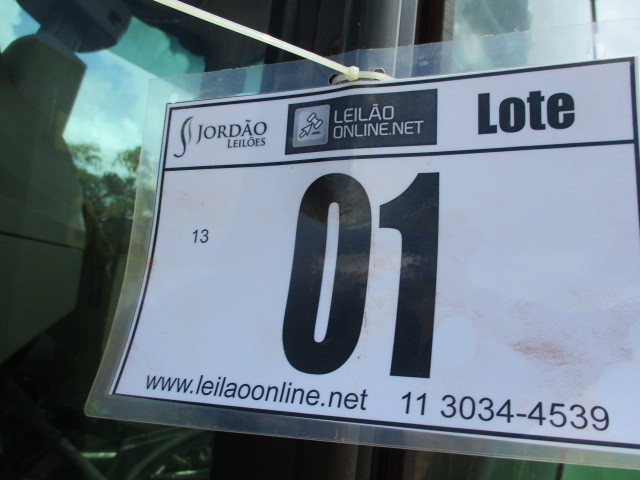 JORDÃO
LEILÕES
LEILÃO
ONLINE.NET
Lote
13
01
www.leilaoonline.net 11 3034-4539